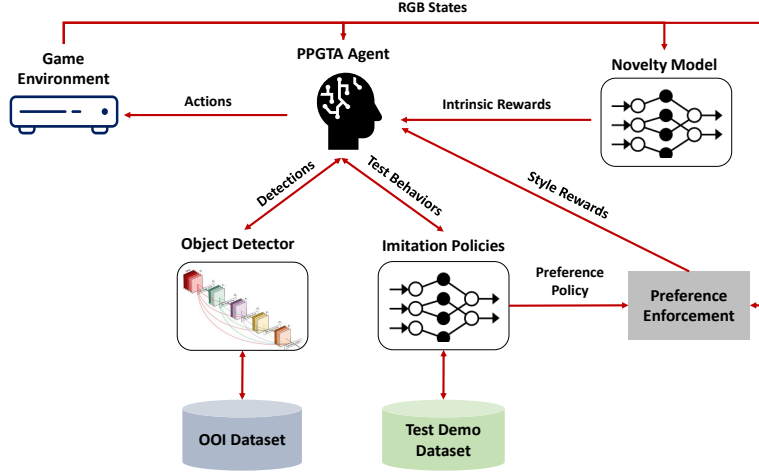 RGB States
Game
Environment
PPGTA Agent
Novelty Model
Actions
Intrinsic Rewards
Detections
Test Behaviors
Style Rewards
Object Detector
Imitation Policies
Preference
Policy
Preference
Enforcement
OOI Dataset
Test Demo
Dataset